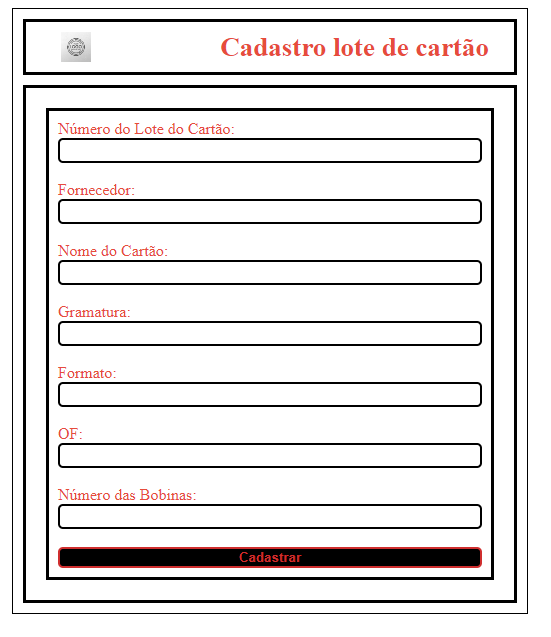 Cadastro lote de cartão
Número do Lote do Cartão:
Fornecedor:
Nome do Cartão:
Gramatura:
Formato:
OF:
Número das Bobinas:
Cadastrar